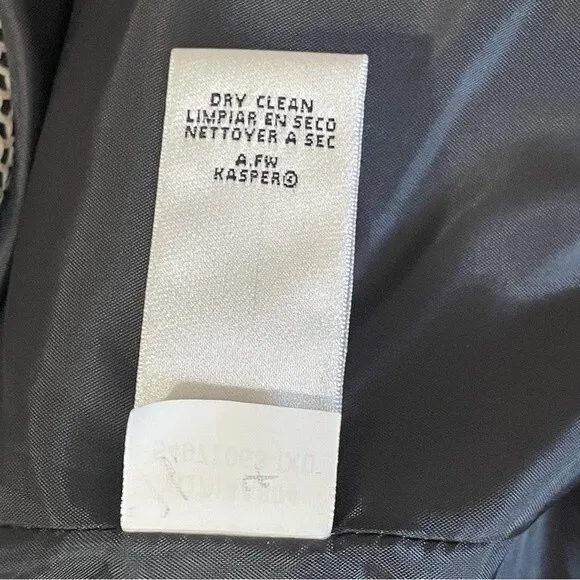 DRY CLEAN
LIMPIAR EN SECO
NETTOYER A SEC
A.FW
KASPER©